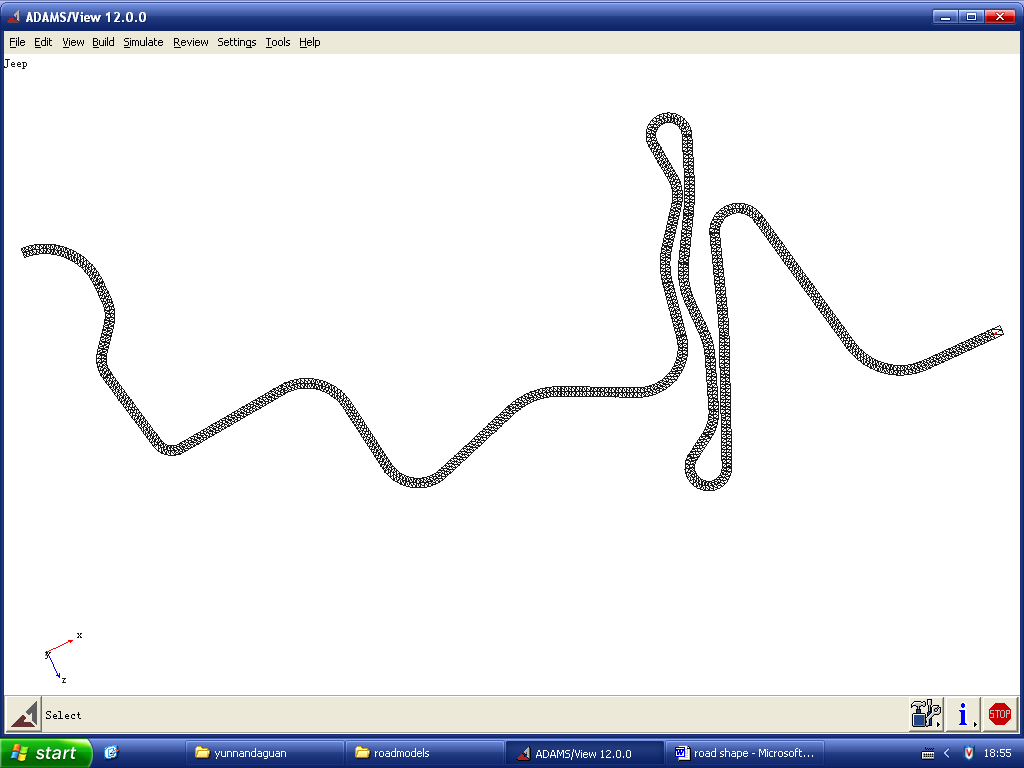 ADAMS/View 12.0.0
File Edit View Build Simulate Review Settings Tools Help
Jeep
x
y
z
Select
i
STOP
start yunnandaguan roadmodels ADAMS/View 12.0.0 road shape - Microsoft... 18:55